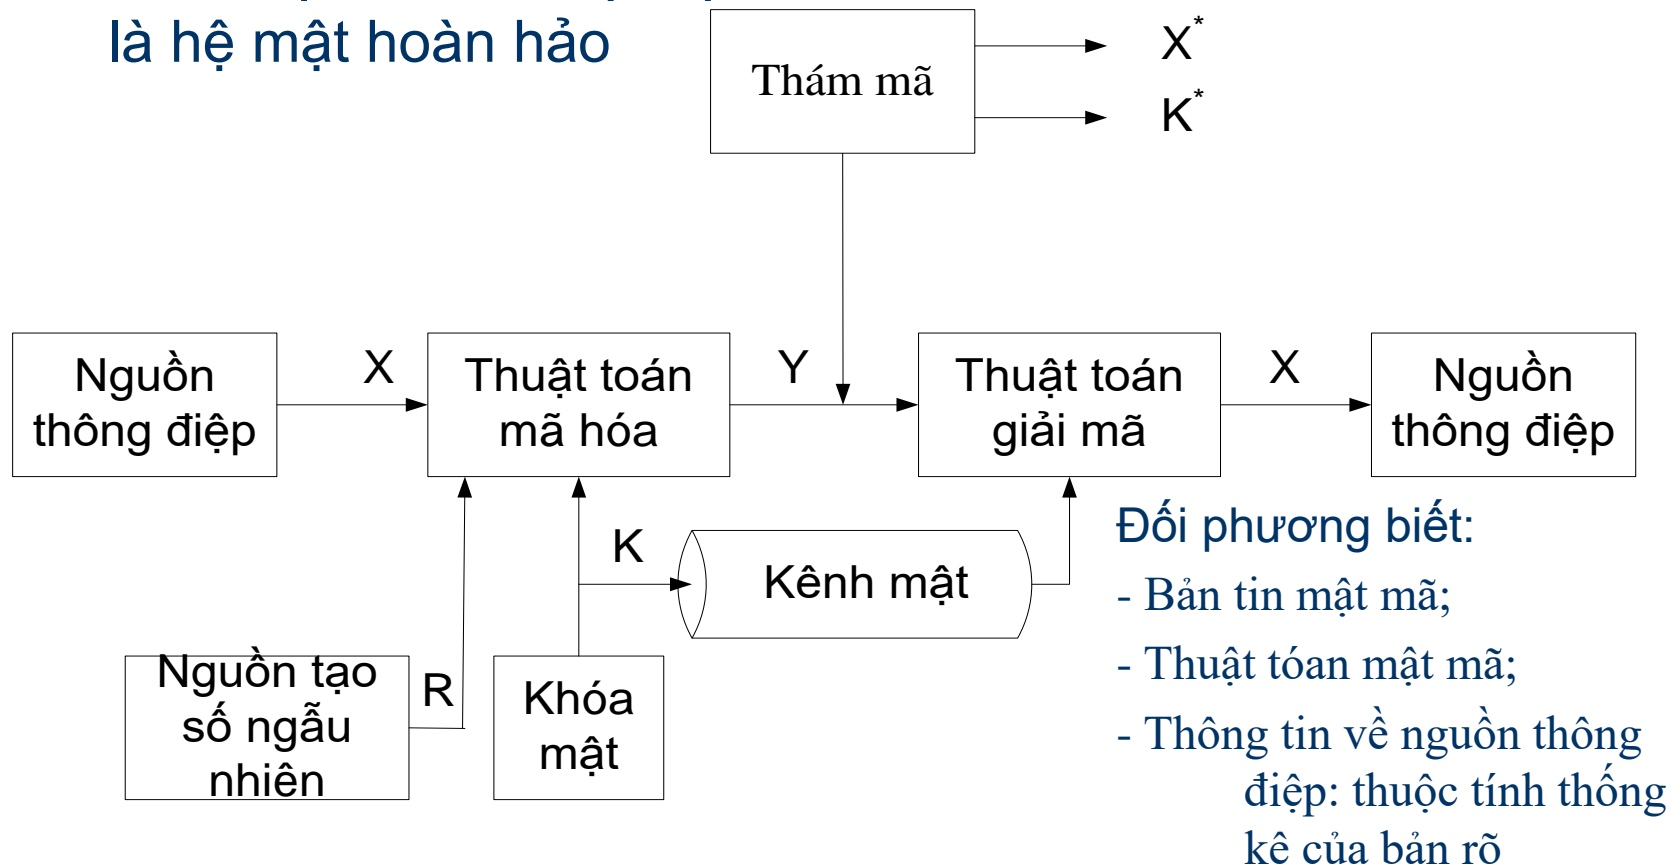 là hệ mật hoàn hảo
Thám mã
X*
K*
Nguồn
thông điệp
X
Thuật toán
mã hóa
Y
Thuật toán
giải mã
X
Nguồn
thông điệp
K
Kênh mật
Nguồn tạo
số ngẫu
nhiên
R
Khóa
mật
Đối phương biết:
- Bản tin mật mã;
- Thuật tóan mật mã;
- Thông tin về nguồn thông
điệp: thuộc tính thống
kê của bản rõ